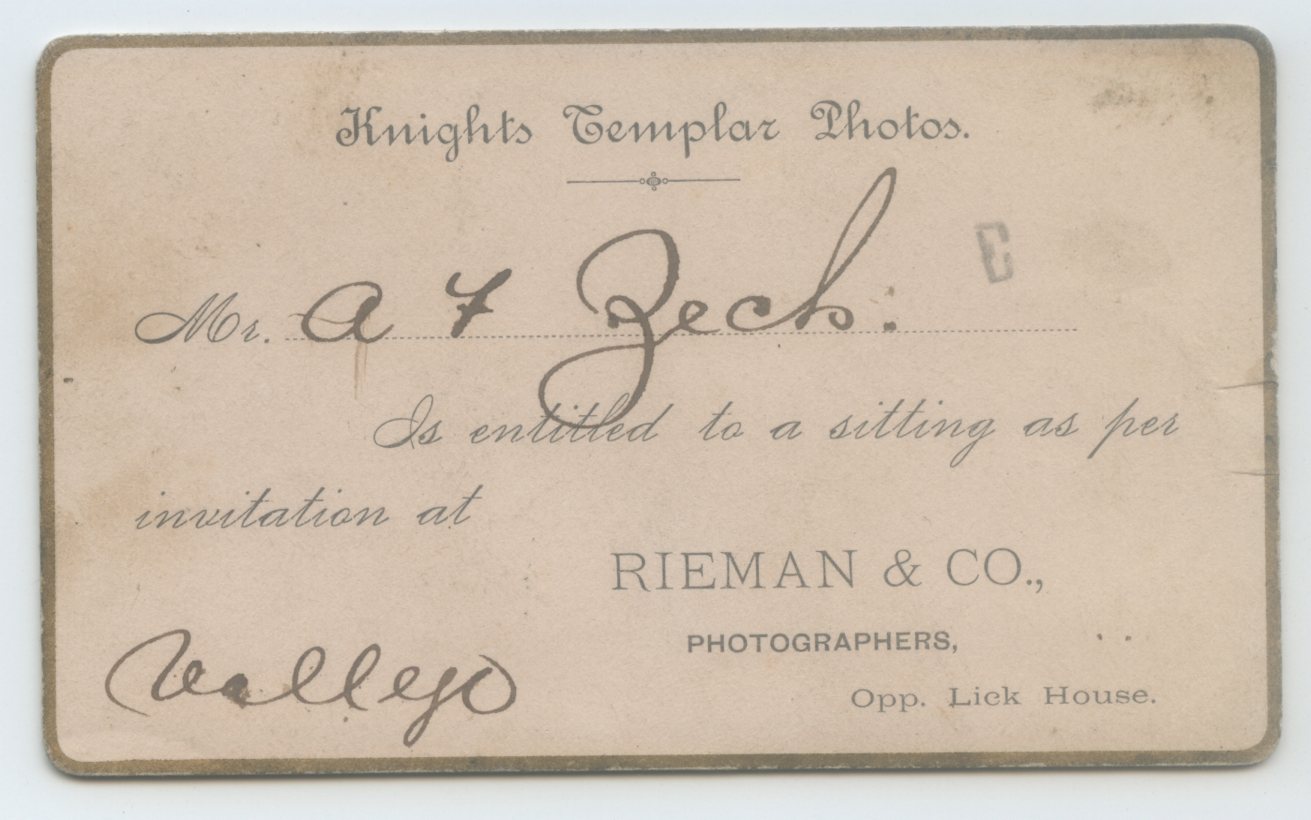 Knights Templar Photos.
E
Mr. A F Zech.
Is entitled to a sitting as per
invitation at
RIEMAN & CO.,
PHOTOGRAPHERS,
Vallejo
Opp. Lick House.